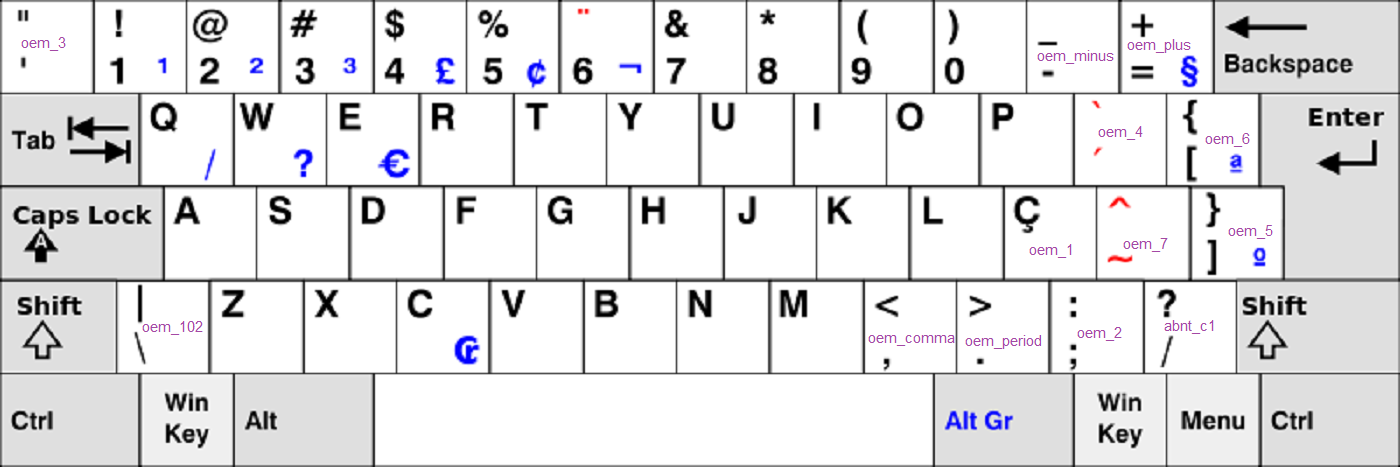 " ! @ # $ % ¨ & * ( ) _ +
oem_3 oem_minus oem_plus
' 1 ¹ 2 ² 3 ³ 4 £ 5 ¢ 6 ¬ 7 8 9 0 - = § Backspace
Q W E R T Y U I O P ` { Enter
Tab oem_4 oem_6
/ ? € ´ [ ª
Caps Lock A S D F G H J K L Ç ^ }
A oem_1 oem_7 oem_5
~ ] º
Shift | Z X C V B N M < > : ? Shift
oem_102 oem_comma oem_period oem_2 abnt_c1
\ ₢ , . ; /
Ctrl Win Key Alt Alt Gr Win Key Menu Ctrl